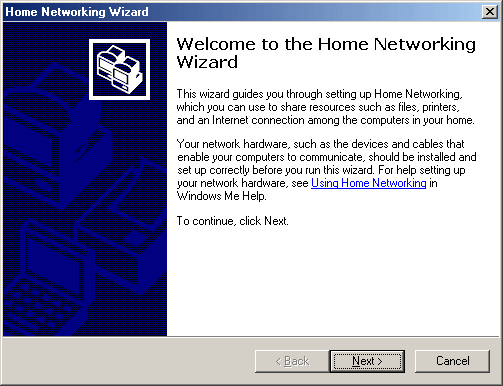 Home Networking Wizard
Welcome to the Home Networking
Wizard
This wizard guides you through setting up Home Networking,
which you can use to share resources such as files, printers,
and an Internet connection among the computers in your home.
Your network hardware, such as the devices and cables that
enable your computers to communicate, should be installed and
set up correctly before you run this wizard. For help setting up
your network hardware, see Using Home Networking in
Windows Me Help.
To continue, click Next.
< Back
Next >
Cancel